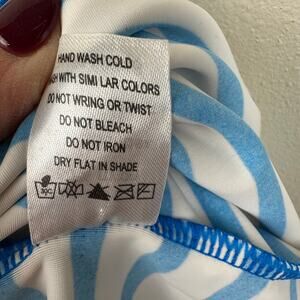 HAND WASH COLD
WITH SIMI LAR COLORS
DO NOT WRING OR TWIST
DO NOT BLEACH
DO NOT IRON
DRY FLAT IN SHADE